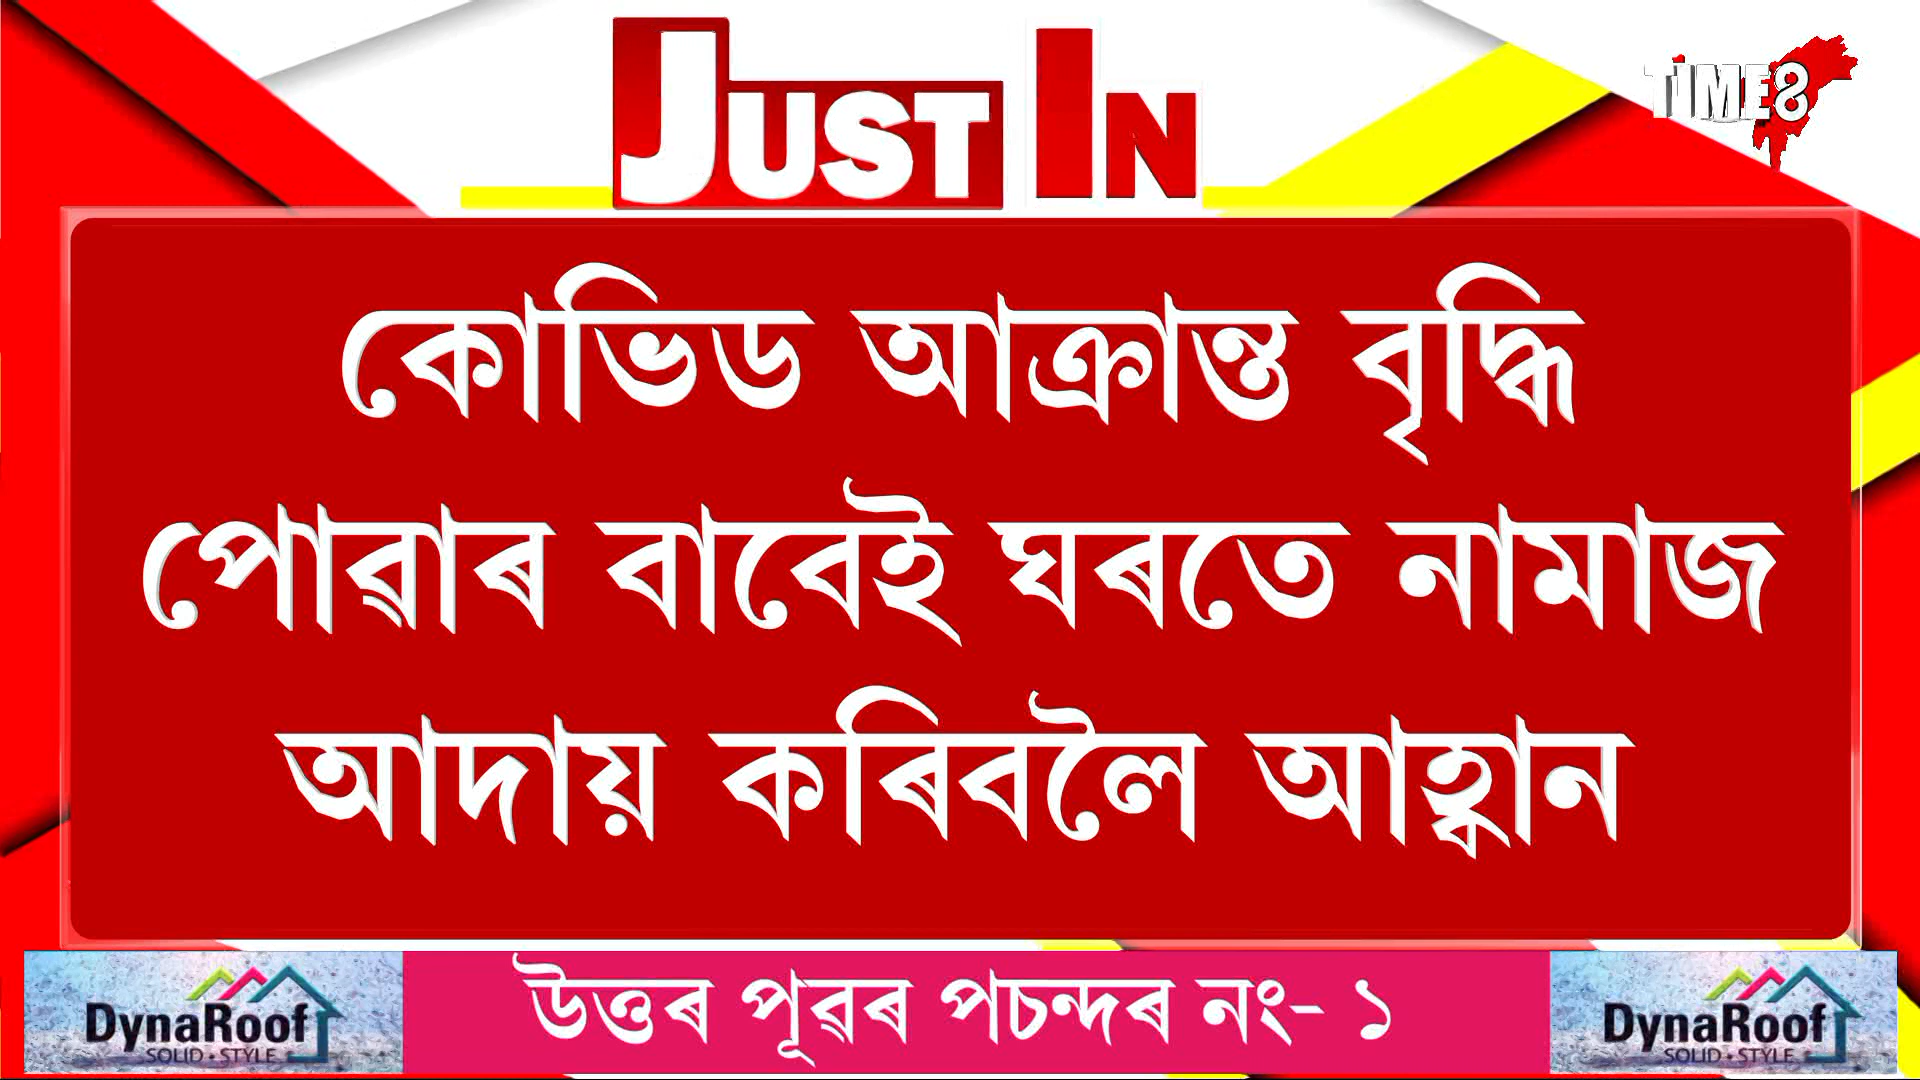 JUST IN
TIME8
কোভিড আক্ৰান্ত বৃদ্ধি
পোৱাৰ বাবেই ঘৰতে নামাজ
আদায় কৰিবলৈ আহ্বান
DynaRoof
SOLID • STYLE
উত্তৰ পূৱৰ পচন্দৰ নং- ১
DynaRoof
SOLID • STYLE